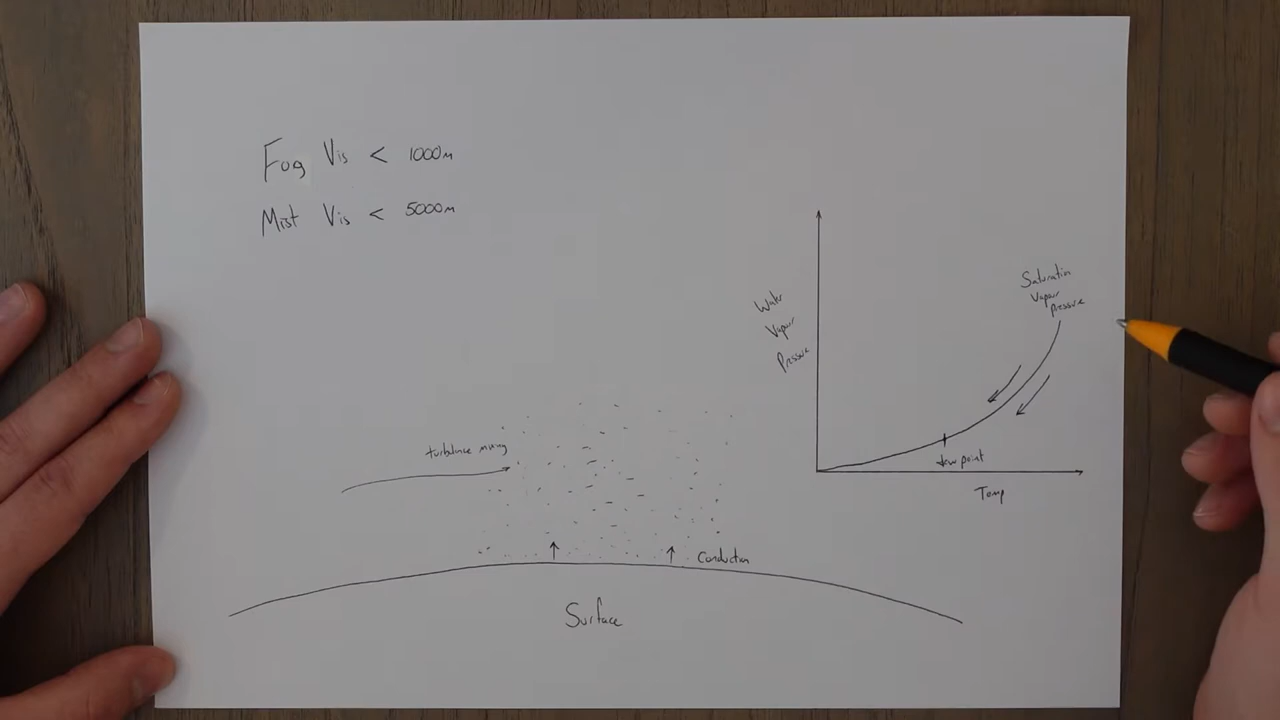 Fog Vis < 1000m
Mist Vis < 5000m
Saturation
Vapour
pressure
Water
Vapour
Pressure
turbulence mixing
dew point
Temp
Conduction
Surface